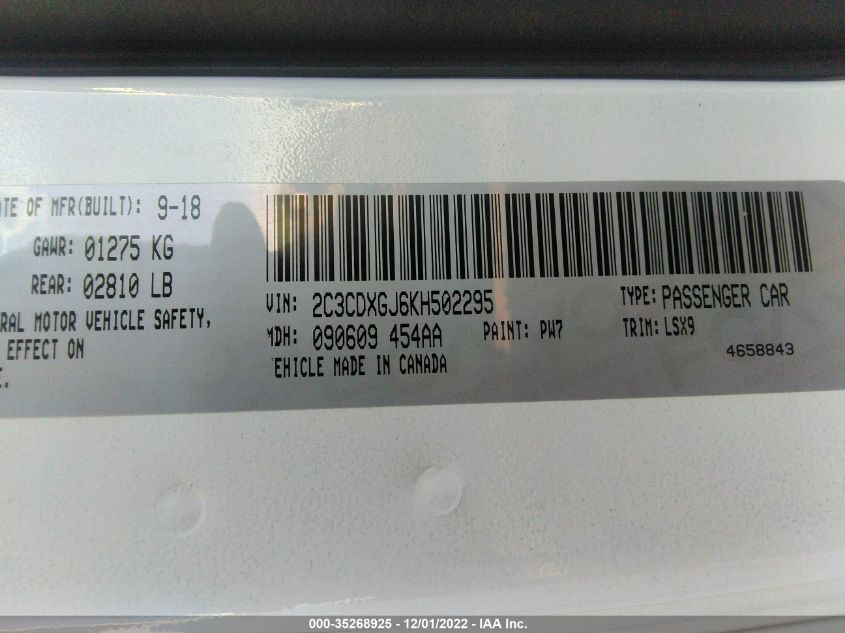 ATE OF MFR(BUILT): 9-18
GAWR: 01275 KG
REAR: 02810 LB
RAL MOTOR VEHICLE SAFETY,
EFFECT ON
E.
VIN: 2C3CDXGJ6KH502295
TYPE: PASSENGER CAR
MDH: 090609 454AA
PAINT: PW7
TRIM: LSX9
VEHICLE MADE IN CANADA
4658843
000-35268925 - 12/01/2022 - IAA Inc.